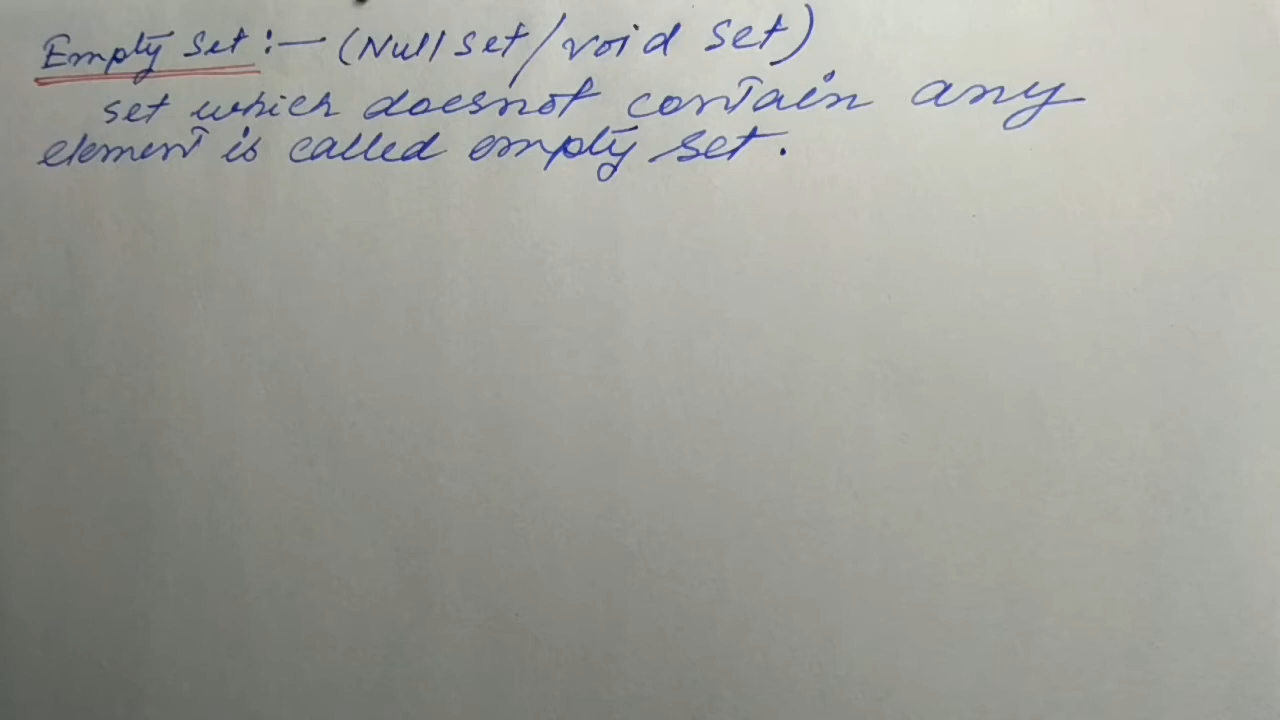 Empty Set :— (Null set/void set)
set which doesnot contain any
element is called empty set.